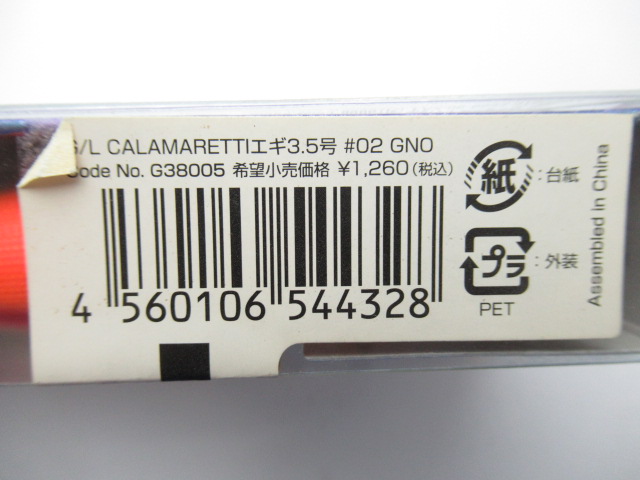 G/L CALAMARETTIエギ3.5号 #02 GNO
Code No. G38005 希望小売価格 ¥1,260(税込)
紙 :台紙
プラ :外装
PET
4 560106 544328
Assembled in China